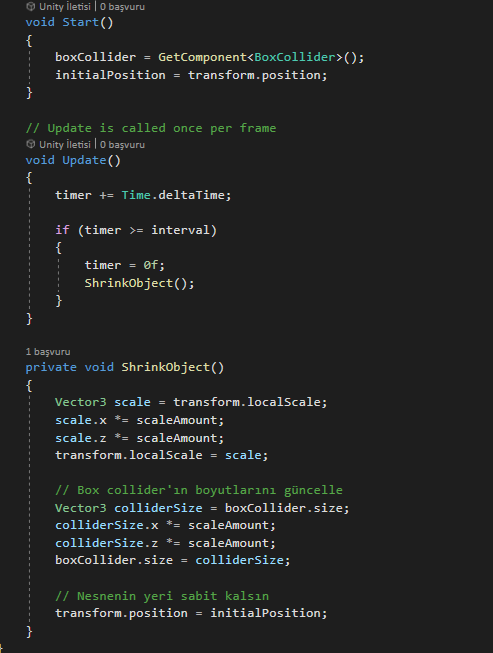 Unity İletisi | 0 başvuru
void Start()
{
boxCollider = GetComponent<BoxCollider>();
initialPosition = transform.position;
}
// Update is called once per frame
Unity İletisi | 0 başvuru
void Update()
{
timer += Time.deltaTime;
if (timer >= interval)
{
timer = 0f;
ShrinkObject();
}
}
1 başvuru
private void ShrinkObject()
{
Vector3 scale = transform.localScale;
scale.x *= scaleAmount;
scale.z *= scaleAmount;
transform.localScale = scale;
// Box collider'ın boyutlarını güncelle
Vector3 colliderSize = boxCollider.size;
colliderSize.x *= scaleAmount;
colliderSize.z *= scaleAmount;
boxCollider.size = colliderSize;
// Nesnenin yeri sabit kalsın
transform.position = initialPosition;
}